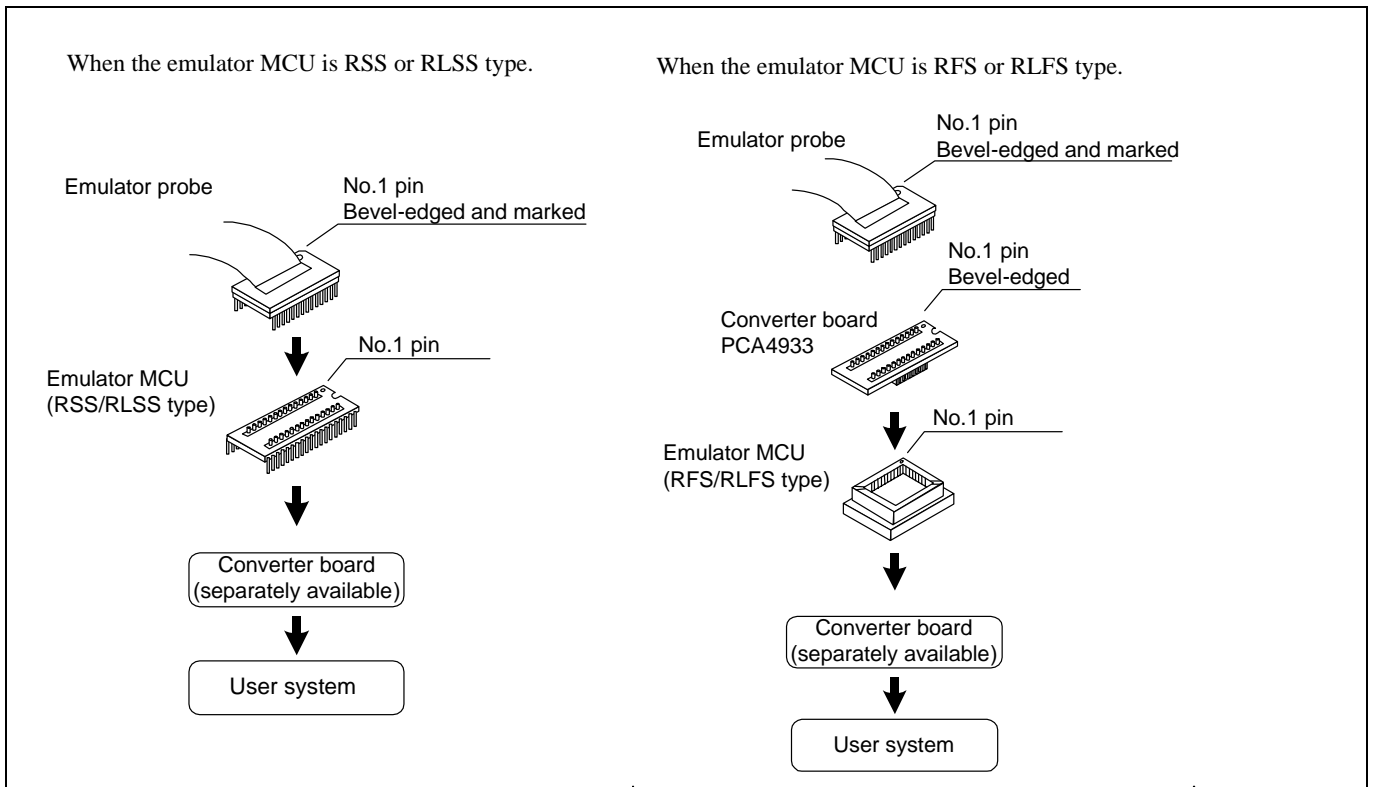 When the emulator MCU is RSS or RLSS type.
Emulator probe
No.1 pin
Bevel-edged and marked
No.1 pin
Emulator MCU
(RSS/RLSS type)
Converter board
(separately available)
User system
When the emulator MCU is RFS or RLFS type.
Emulator probe
No.1 pin
Bevel-edged and marked
No.1 pin
Bevel-edged
Converter board
PCA4933
No.1 pin
Emulator MCU
(RFS/RLFS type)
Converter board
(separately available)
User system